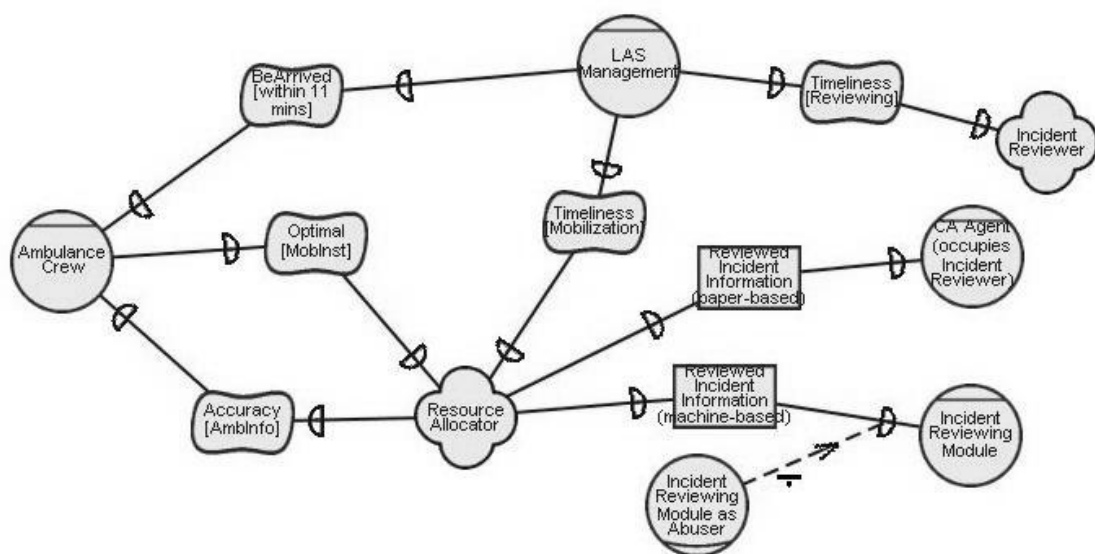 LAS
Management
BeArrived
[within 11
mins]
Timeliness
[Reviewing]
Incident
Reviewer
Ambulance
Crew
Optimal
[MobInst]
Timeliness
[Mobilization]
Reviewed
Incident
Information
(paper-based)
CA Agent
(occupies
Incident
Reviewer)
Accuracy
[AmbInfo]
Resource
Allocator
Reviewed
Incident
Information
(machine-based)
Incident
Reviewing
Module
Incident
Reviewing
Module as
Abuser